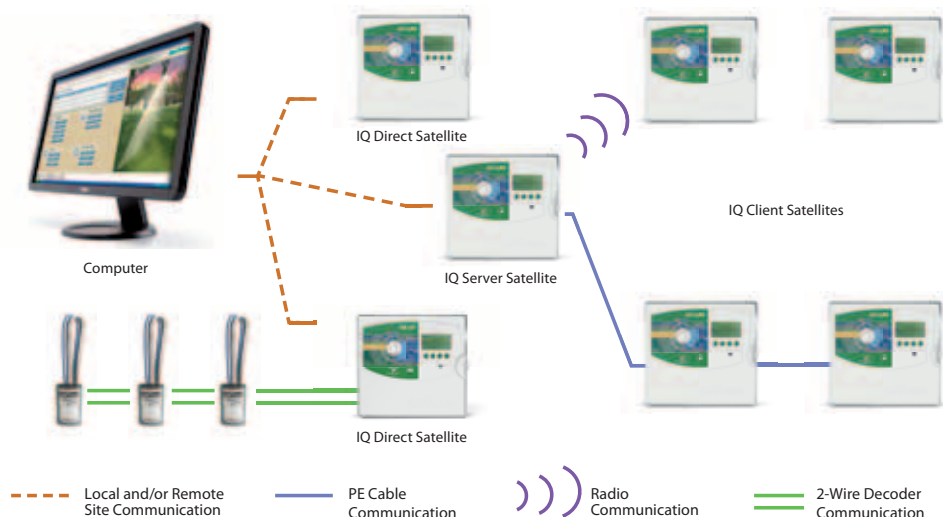 IQ Direct Satellite
IQ Client Satellites
Computer
IQ Server Satellite
IQ Direct Satellite
Local and/or Remote
Site Communication
PE Cable
Communication
Radio
Communication
2-Wire Decoder
Communication